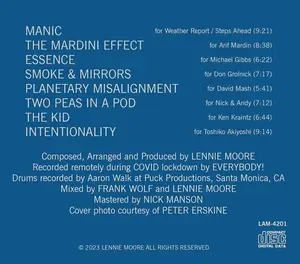 MANIC for Weather Report / Steps Ahead (9:21)
THE MARDINI EFFECT for Arif Mardin (8:38)
ESSENCE for Michael Gibbs (6:22)
SMOKE & MIRRORS for Don Grolnick (7:17)
PLANETARY MISALIGNMENT for David Mash (5:41)
TWO PEAS IN A POD for Nick & Andy (7:12)
THE KID for Ken Kraintz (6:44)
INTENTIONALITY for Toshiko Akiyoshi (9:14)
Composed, Arranged and Produced by LENNIE MOORE
Recorded remotely during COVID lockdown by EVERYBODY!
Drums recorded by Aaron Walk at Puck Productions, Santa Monica, CA
Mixed by FRANK WOLF and LENNIE MOORE
Mastered by NICK MANSON
Cover photo courtesy of PETER ERSKINE
LAM-4201
COMPACT
disc
DIGITAL DATA
© 2023 LENNIE MOORE ALL RIGHTS RESERVED